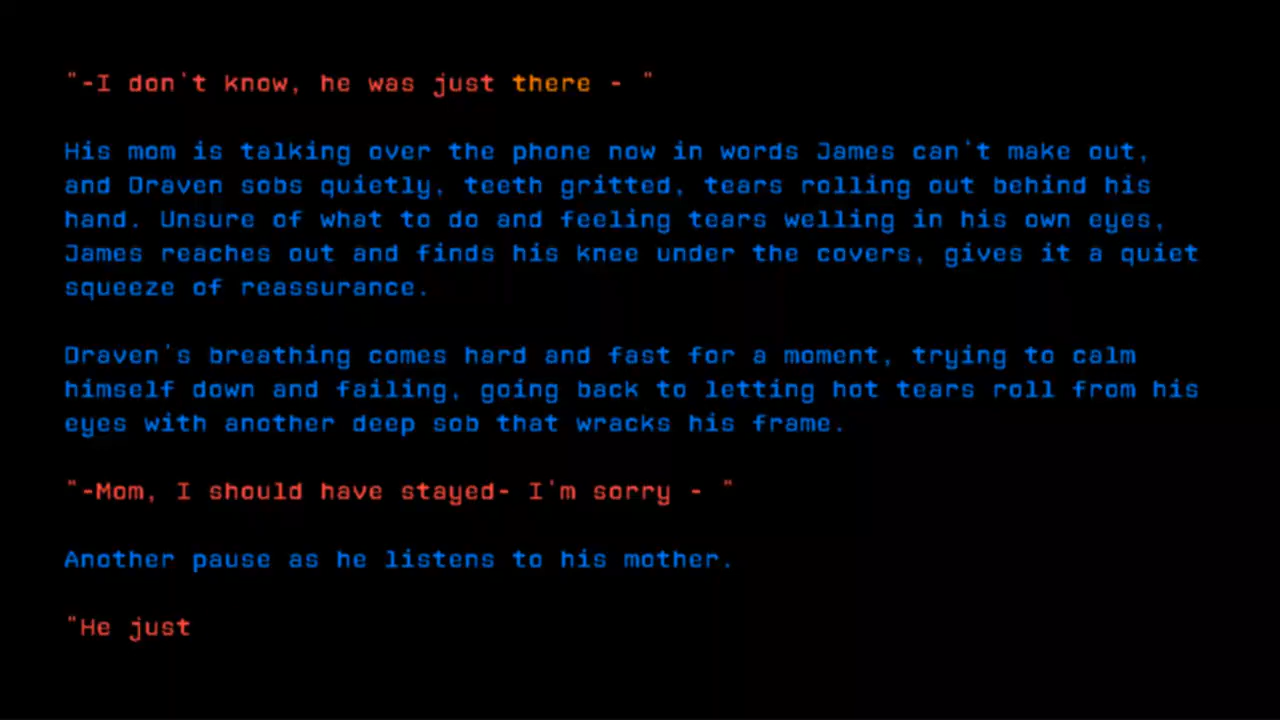 "-I don't know, he was just there - "
His mom is talking over the phone now in words James can't make out,
and Draven sobs quietly, teeth gritted, tears rolling out behind his
hand. Unsure of what to do and feeling tears welling in his own eyes,
James reaches out and finds his knee under the covers, gives it a quiet
squeeze of reassurance.
Draven's breathing comes hard and fast for a moment, trying to calm
himself down and failing, going back to letting hot tears roll from his
eyes with another deep sob that wracks his frame.
"-Mom, I should have stayed- I'm sorry - "
Another pause as he listens to his mother.
"He just